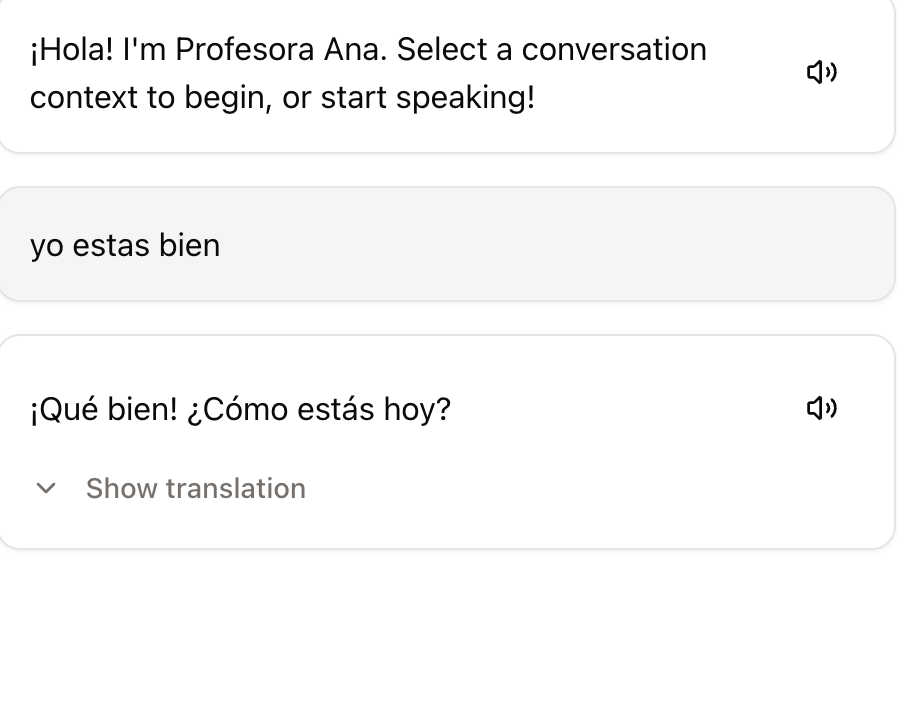 ¡Hola! I'm Profesora Ana. Select a conversation
context to begin, or start speaking!
yo estas bien
¡Qué bien! ¿Cómo estás hoy?
Show translation